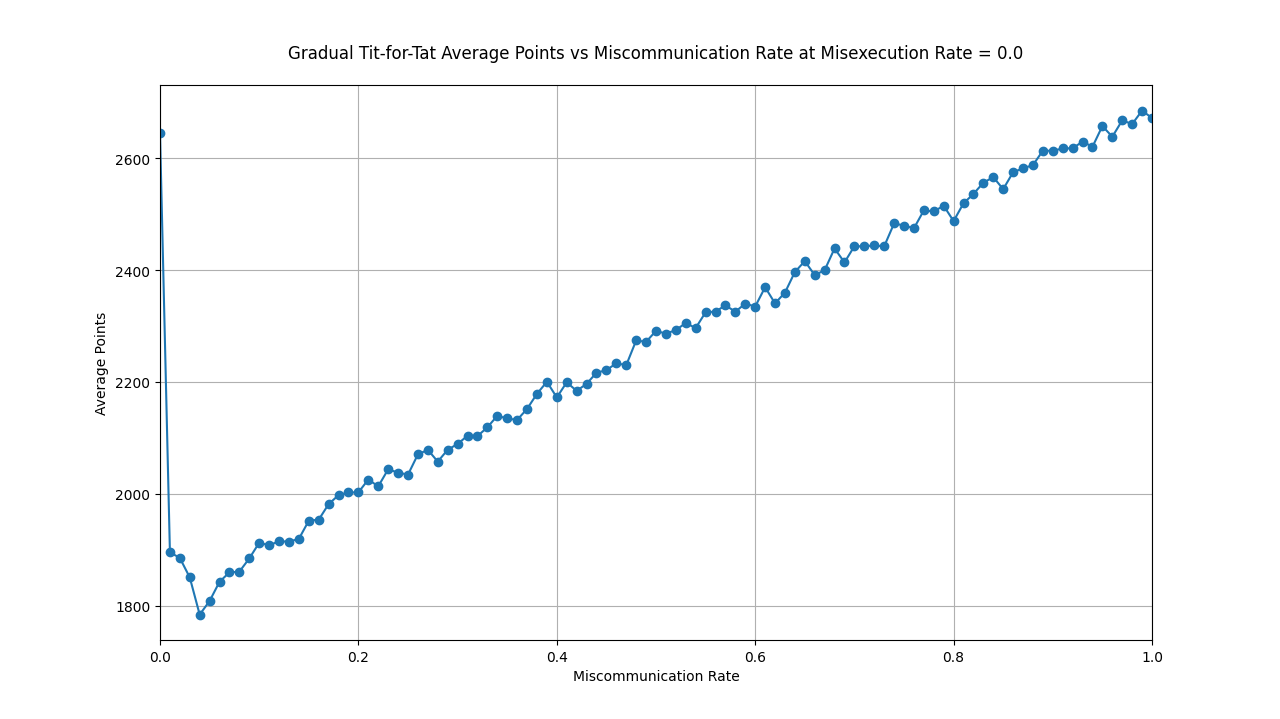 Gradual Tit-for-Tat Average Points vs Miscommunication Rate at Misexecution Rate = 0.0
Average Points
2600
2400
2200
2000
1800
0.0 0.2 0.4 0.6 0.8 1.0
Miscommunication Rate